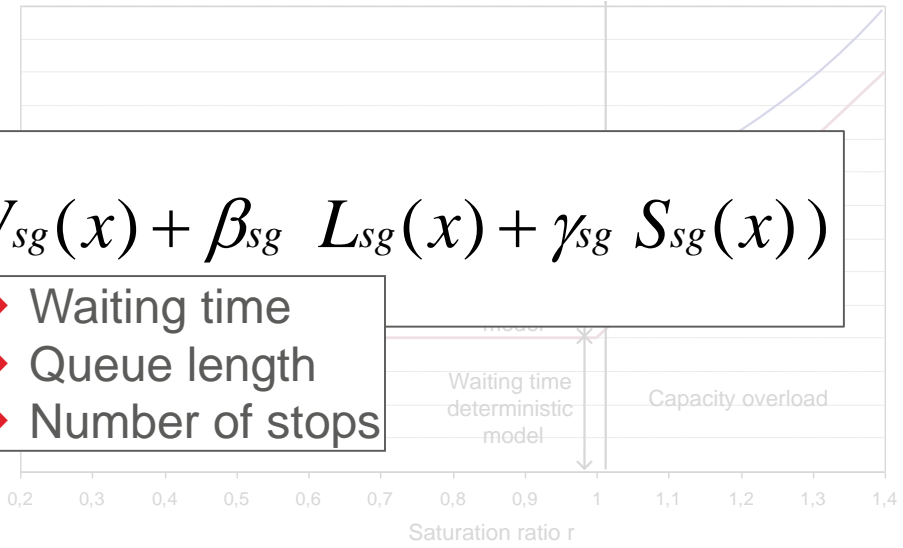 sg(x) + βsg Lsg(x) + γsg Ssg(x))
Waiting time
Queue length
Number of stops
model
Waiting time
deterministic
model
Capacity overload
0,2 0,3 0,4 0,5 0,6 0,7 0,8 0,9 1 1,1 1,2 1,3 1,4
Saturation ratio r